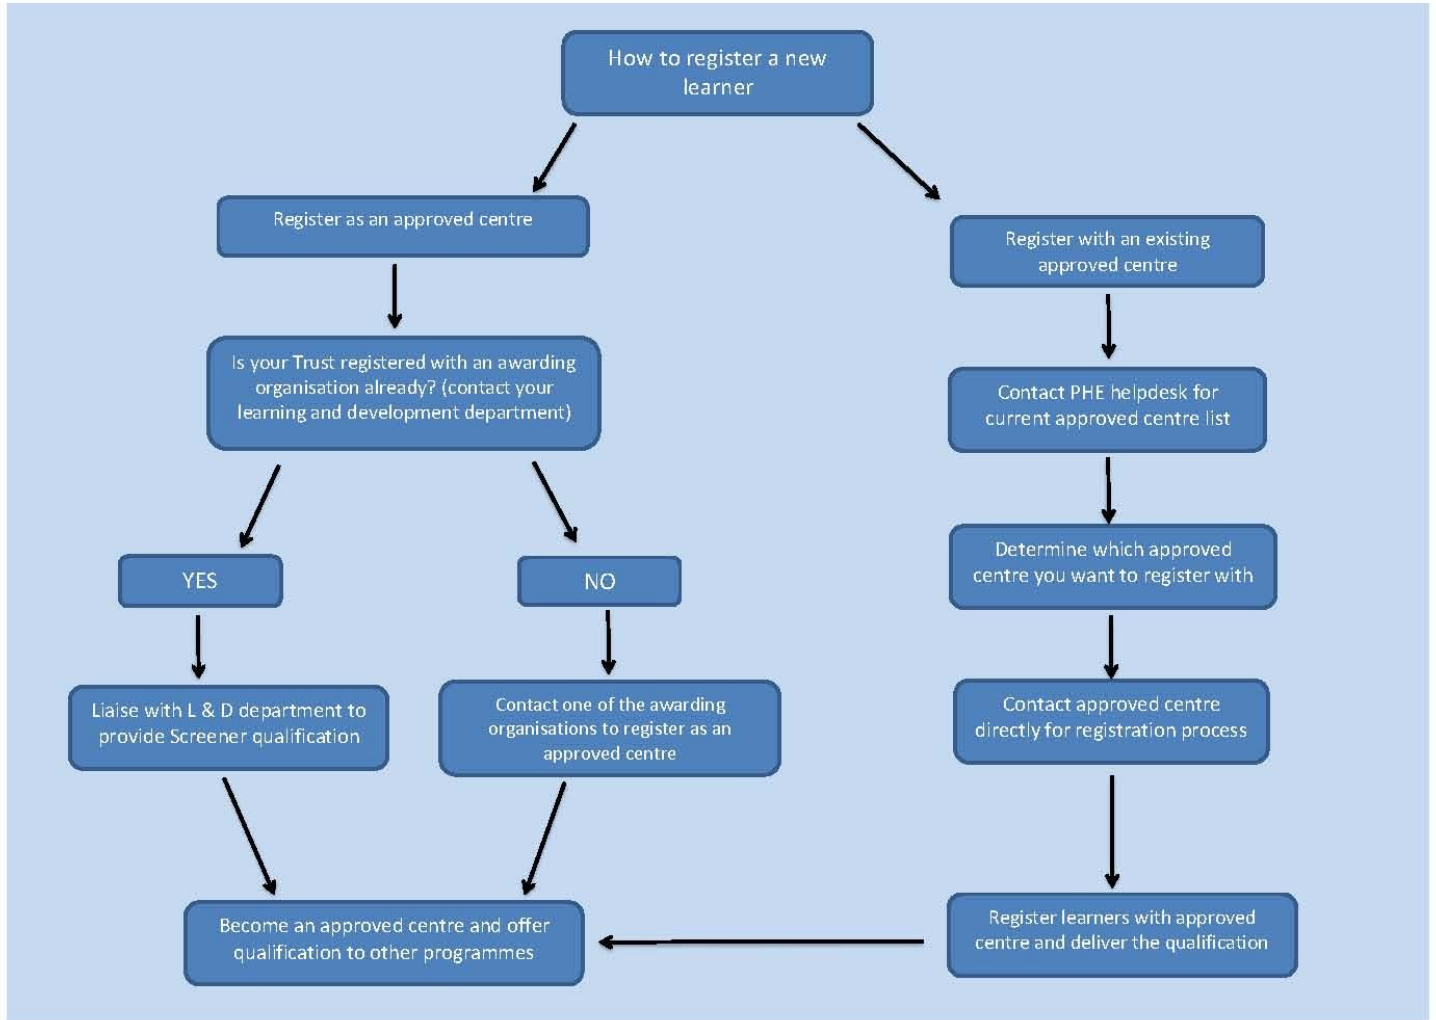 How to register a new
learner
Register as an approved centre
Register with an existing
approved centre
Is your Trust registered with an awarding
organisation already? (contact your
learning and development department)
Contact PHE helpdesk for
current approved centre list
Determine which approved
centre you want to register with
YES
NO
Liaise with L & D department to
provide Screener qualification
Contact one of the awarding
organisations to register as an
approved centre
Contact approved centre
directly for registration process
Become an approved centre and offer
qualification to other programmes
Register learners with approved
centre and deliver the qualification